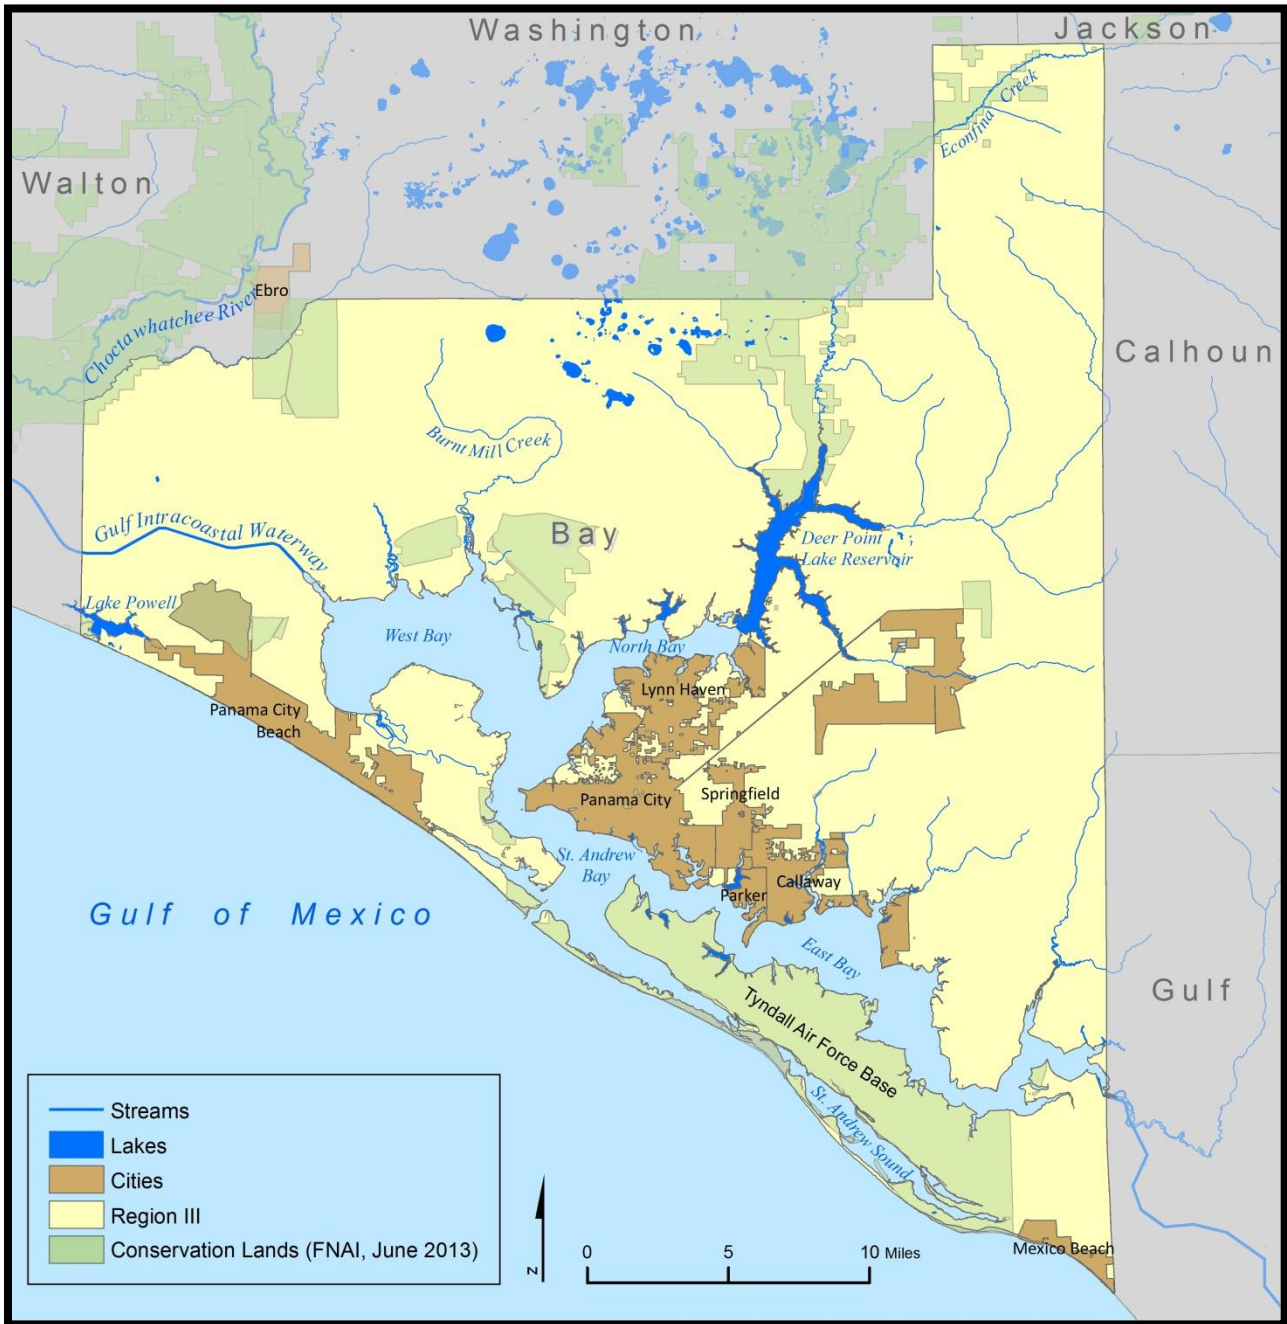 Washington
Jackson
Econfina Creek
Walton
Ebro
Choctawhatchee River
Calhoun
Burnt Mill Creek
Gulf Intracoastal Waterway
Bay
Deer Point
Lake Reservoir
Lake Powell
West Bay
North Bay
Lynn Haven
Panama City
Beach
Panama City
Springfield
St. Andrew
Bay
Callaway
Parker
Gulf of Mexico
East Bay
Gulf
Tyndall Air Force Base
St. Andrew Sound
Mexico Beach
Streams
Lakes
Cities
Region III
Conservation Lands (FNAI, June 2013)
N
0 5 10 Miles